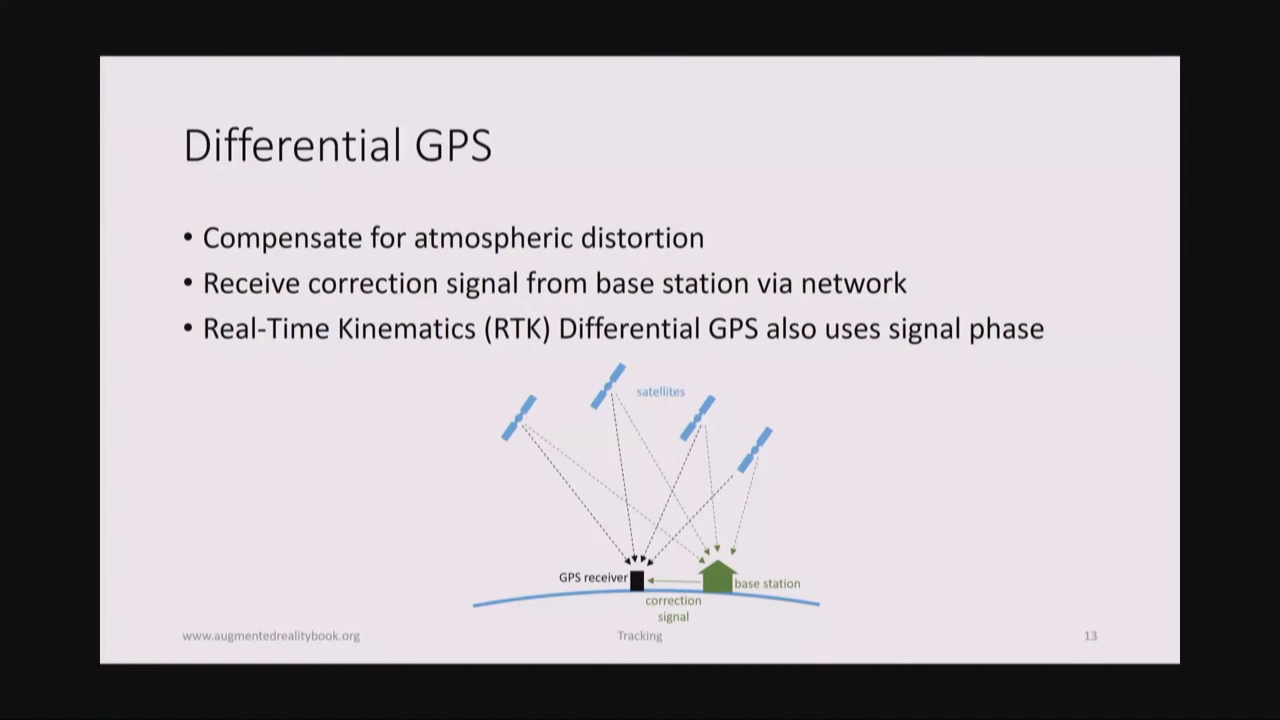 Differential GPS
• Compensate for atmospheric distortion
• Receive correction signal from base station via network
• Real-Time Kinematics (RTK) Differential GPS also uses signal phase
satellites
GPS receiver
base station
correction
signal
www.augmentedrealitybook.org
Tracking
13